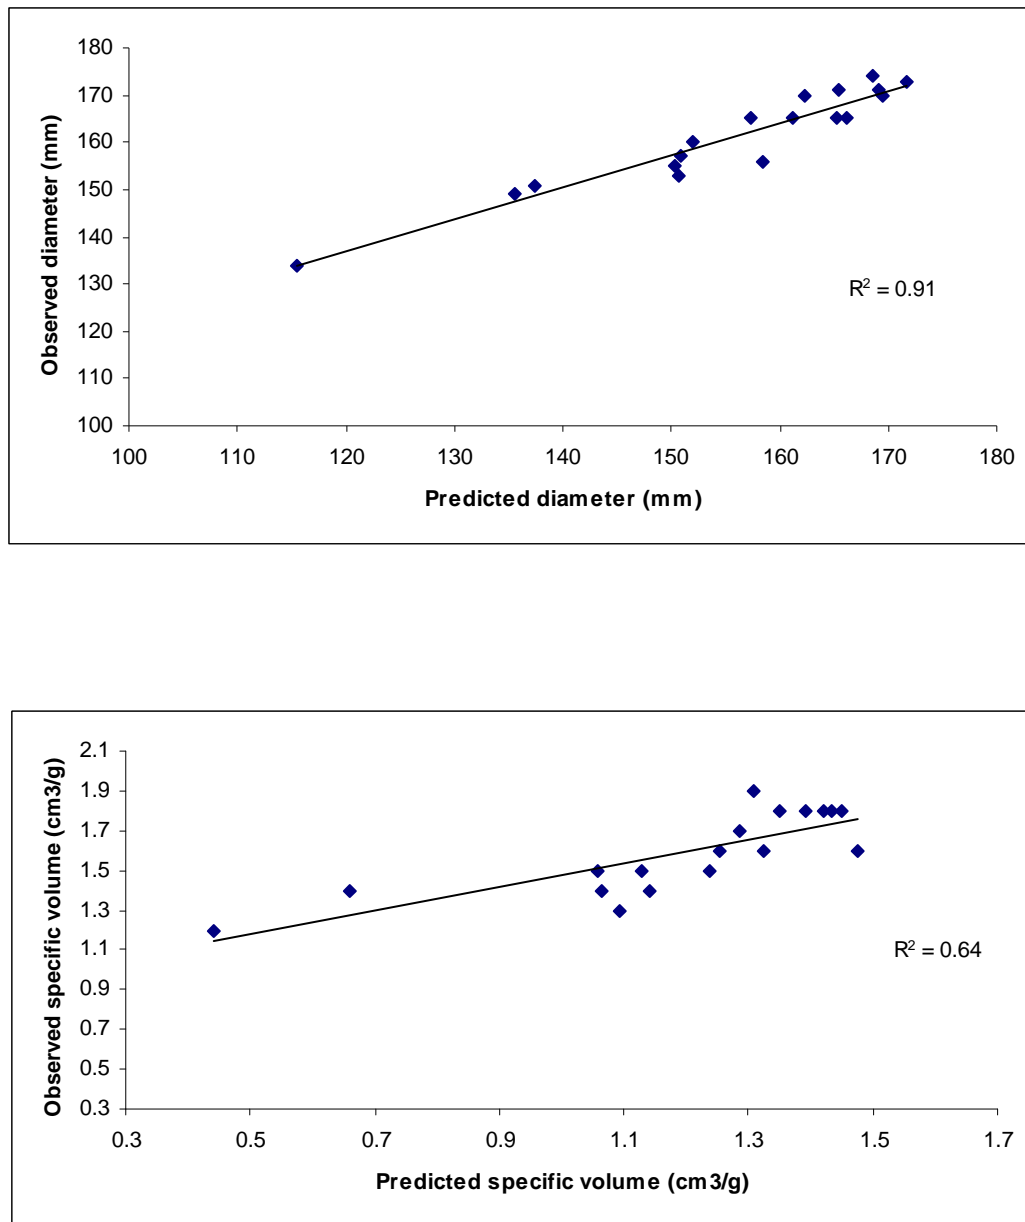 180
170
160
150
140
130
120
110
100
Observed diameter (mm)
R² = 0.91
100 110 120 130 140 150 160 170 180
Predicted diameter (mm)
2.1
1.9
1.7
1.5
1.3
1.1
0.9
0.7
0.5
0.3
Observed specific volume (cm3/g)
R² = 0.64
0.3 0.5 0.7 0.9 1.1 1.3 1.5 1.7
Predicted specific volume (cm3/g)